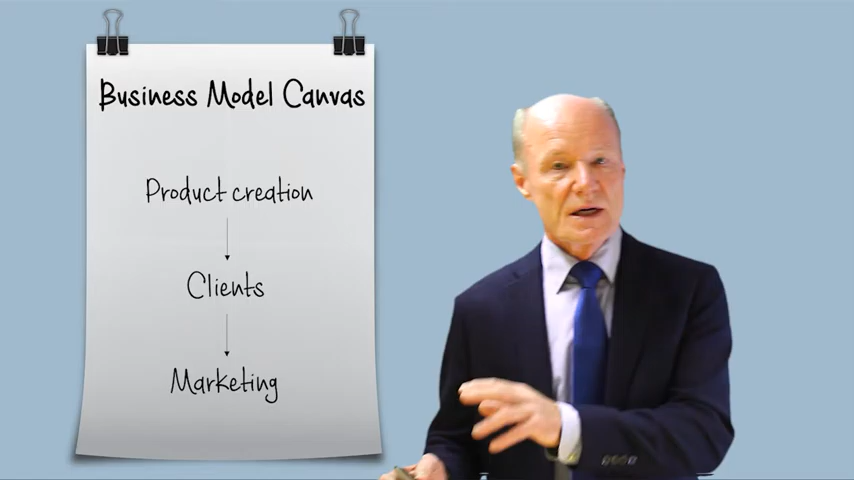 Business Model Canvas
Product creation
Clients
Marketing